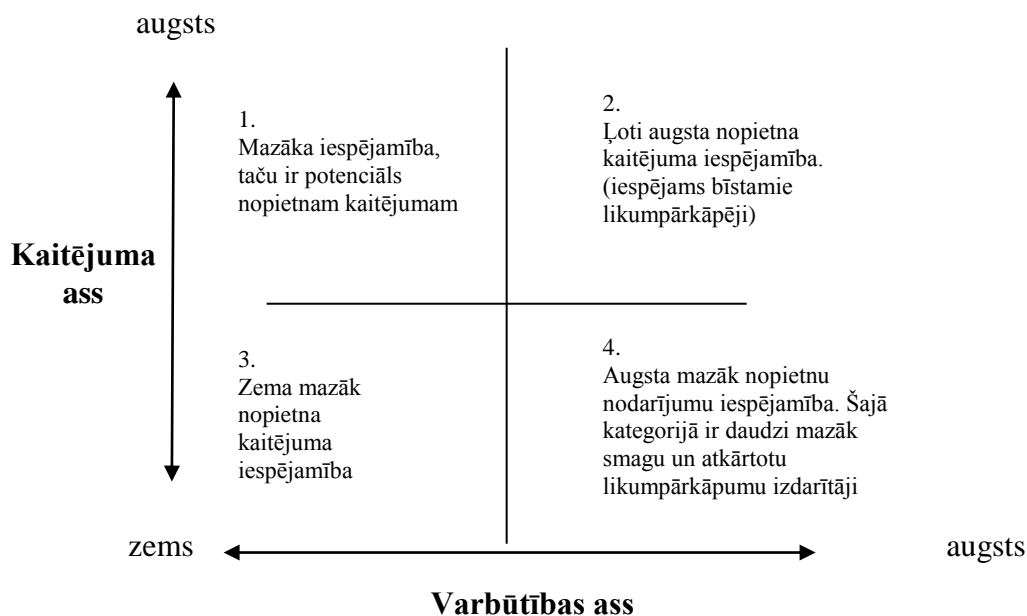 augsts
1.
Mazāka iespējamība,
taču ir potenciāls
nopietnam kaitējumam
2.
Ļoti augsta nopietna
kaitējuma iespējamība.
(iespējams bīstamie
likumpārkāpēji)
Kaitējuma
ass
3.
Zema mazāk
nopietna
kaitējuma
iespējamība
4.
Augsta mazāk nopietnu
nodarījumu iespējamība. Šajā
kategorijā ir daudzi mazāk
smagu un atkārtotu
likumpārkāpumu izdarītāji
zems
augsts
Varbūtības ass